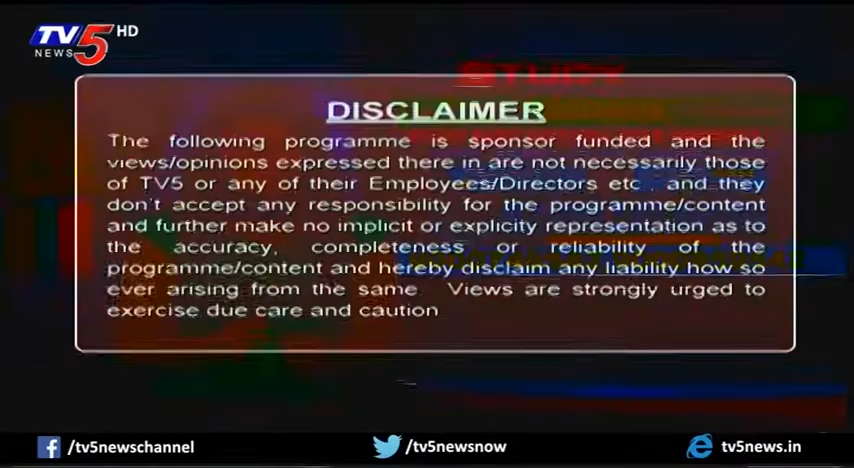 TV5 HD
NEWS
STUDY
DISCLAIMER
The following programme is sponsor funded and the
views/opinions expressed there in are not necessarily those
of TV5 or any of their Employees/Directors etc., and they
don't accept any responsibility for the programme/content
and further make no implicit or explicity representation as to
the accuracy, completeness or reliability of the
programme/content and hereby disclaim any liability how so
ever arising from the same. Views are strongly urged to
exercise due care and caution
/tv5newschannel
/tv5newsnow
tv5news.in